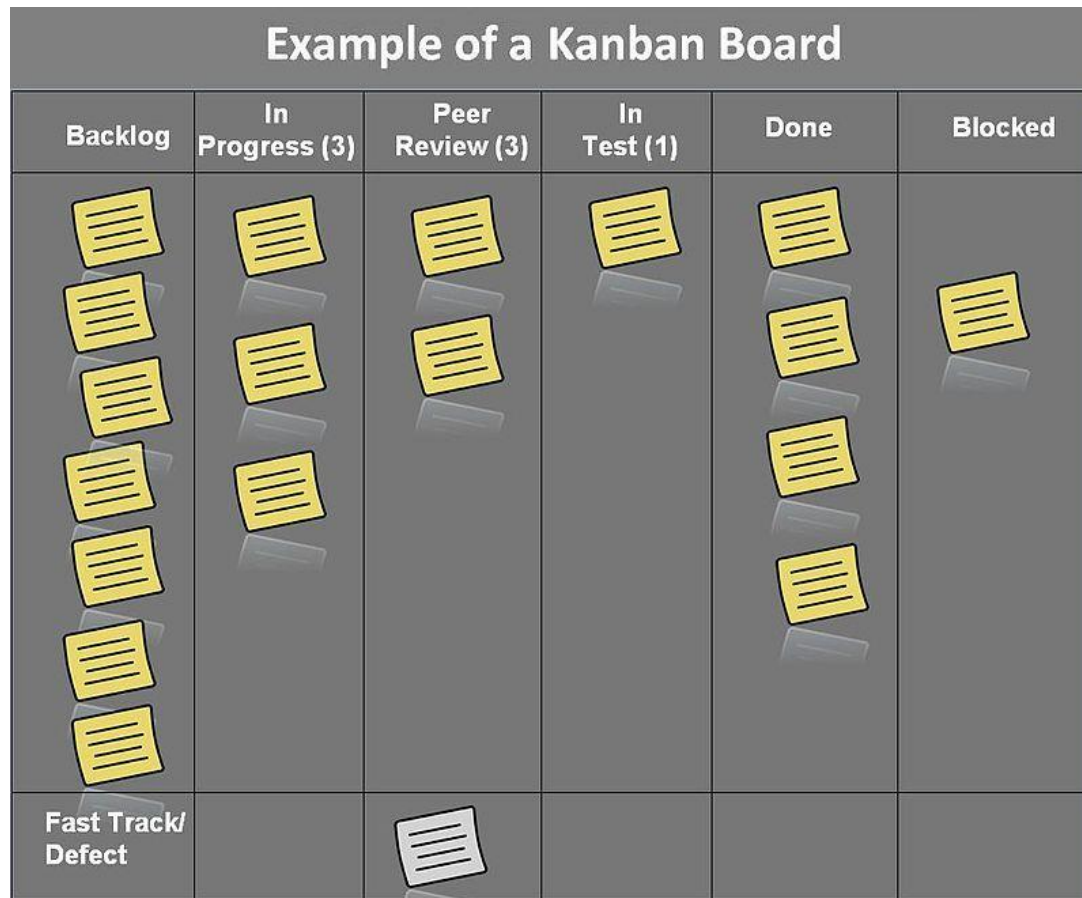 Example of a Kanban Board
Backlog
In
Progress (3)
Peer
Review (3)
In
Test (1)
Done
Blocked
Fast Track/
Defect